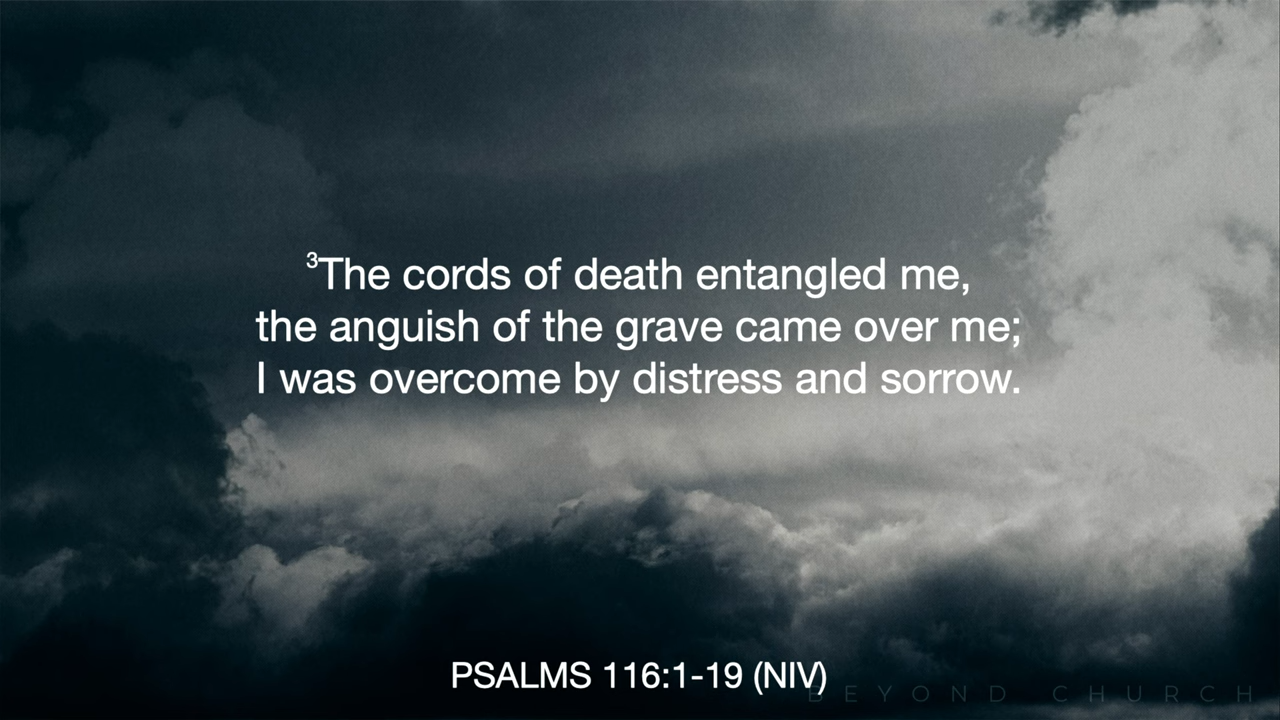 ³The cords of death entangled me,
the anguish of the grave came over me;
I was overcome by distress and sorrow.
PSALMS 116:1-19 (NIV)
BEYOND CHURCH